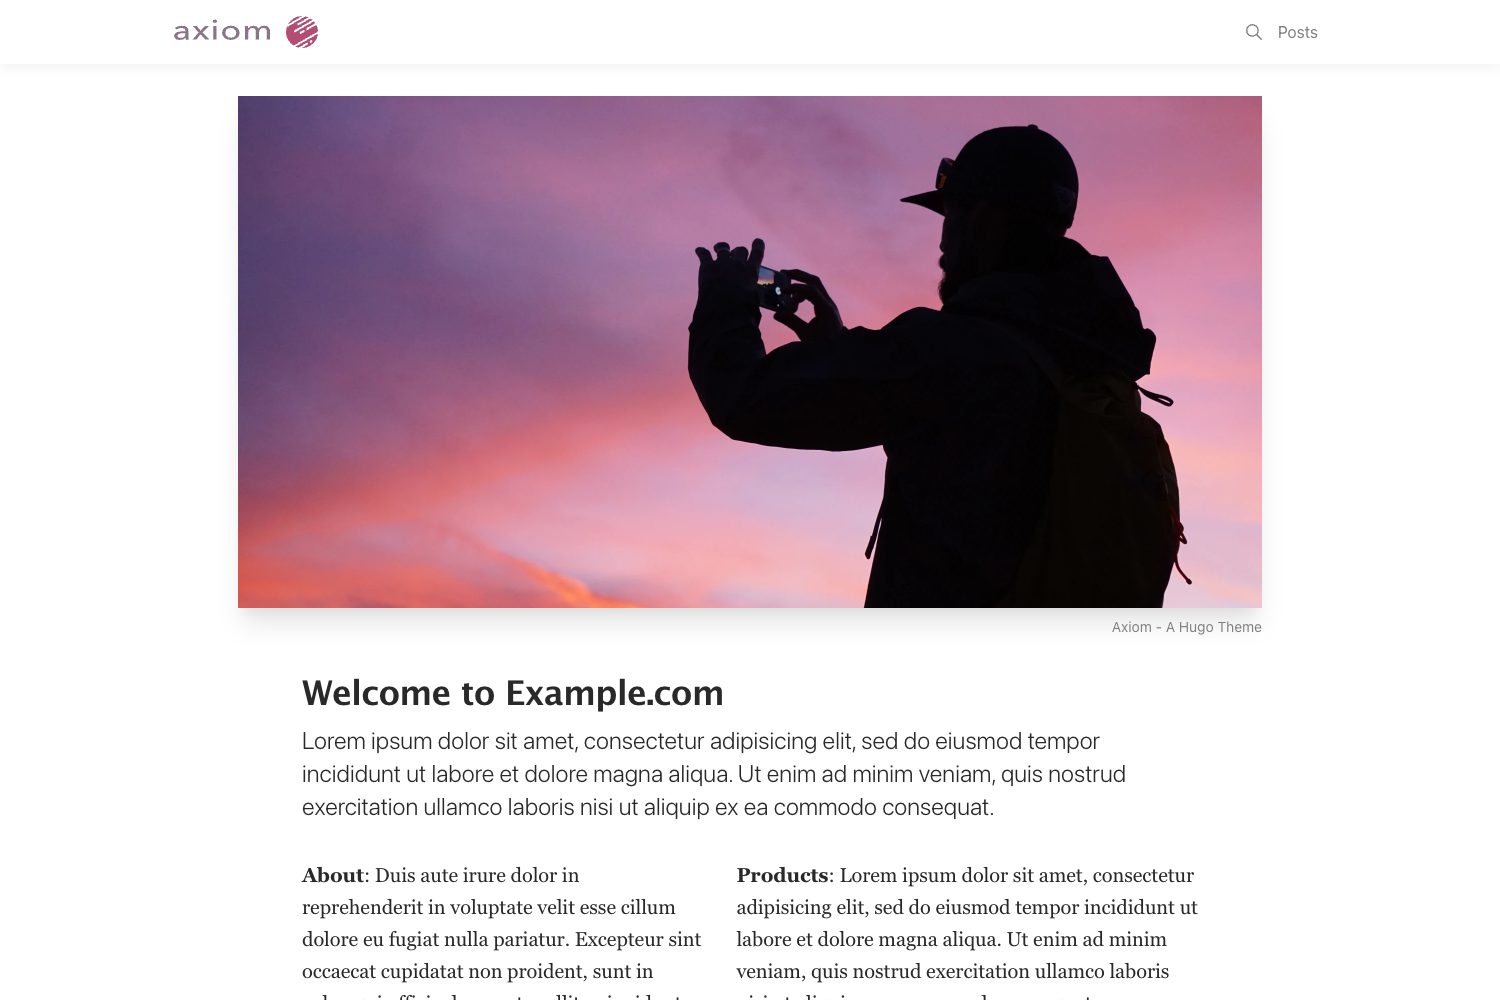 axiom
Posts
Axiom - A Hugo Theme
Welcome to Example.com
Lorem ipsum dolor sit amet, consectetur adipisicing elit, sed do eiusmod tempor
incididunt ut labore et dolore magna aliqua. Ut enim ad minim veniam, quis nostrud
exercitation ullamco laboris nisi ut aliquip ex ea commodo consequat.
About: Duis aute irure dolor in
reprehenderit in voluptate velit esse cillum
dolore eu fugiat nulla pariatur. Excepteur sint
occaecat cupidatat non proident, sunt in
Products: Lorem ipsum dolor sit amet, consectetur
adipisicing elit, sed do eiusmod tempor incididunt ut
labore et dolore magna aliqua. Ut enim ad minim
veniam, quis nostrud exercitation ullamco laboris